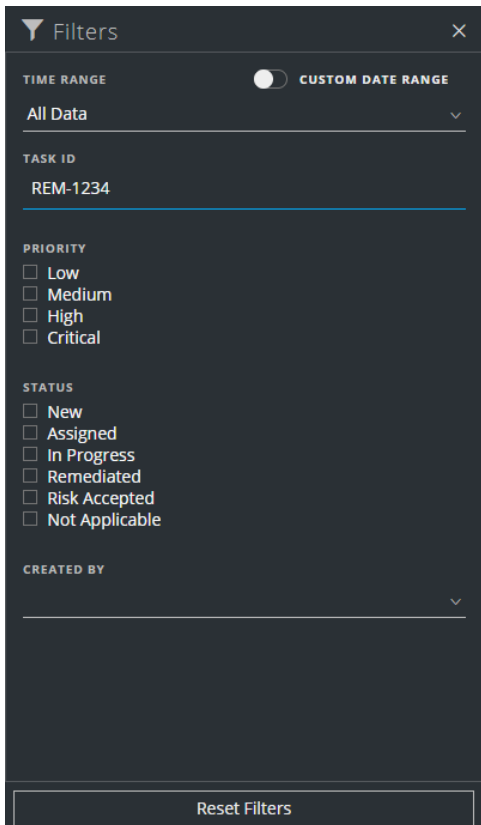 Filters
TIME RANGE CUSTOM DATE RANGE
All Data
TASK ID
REM-1234
PRIORITY
Low
Medium
High
Critical
STATUS
New
Assigned
In Progress
Remediated
Risk Accepted
Not Applicable
CREATED BY
Reset Filters